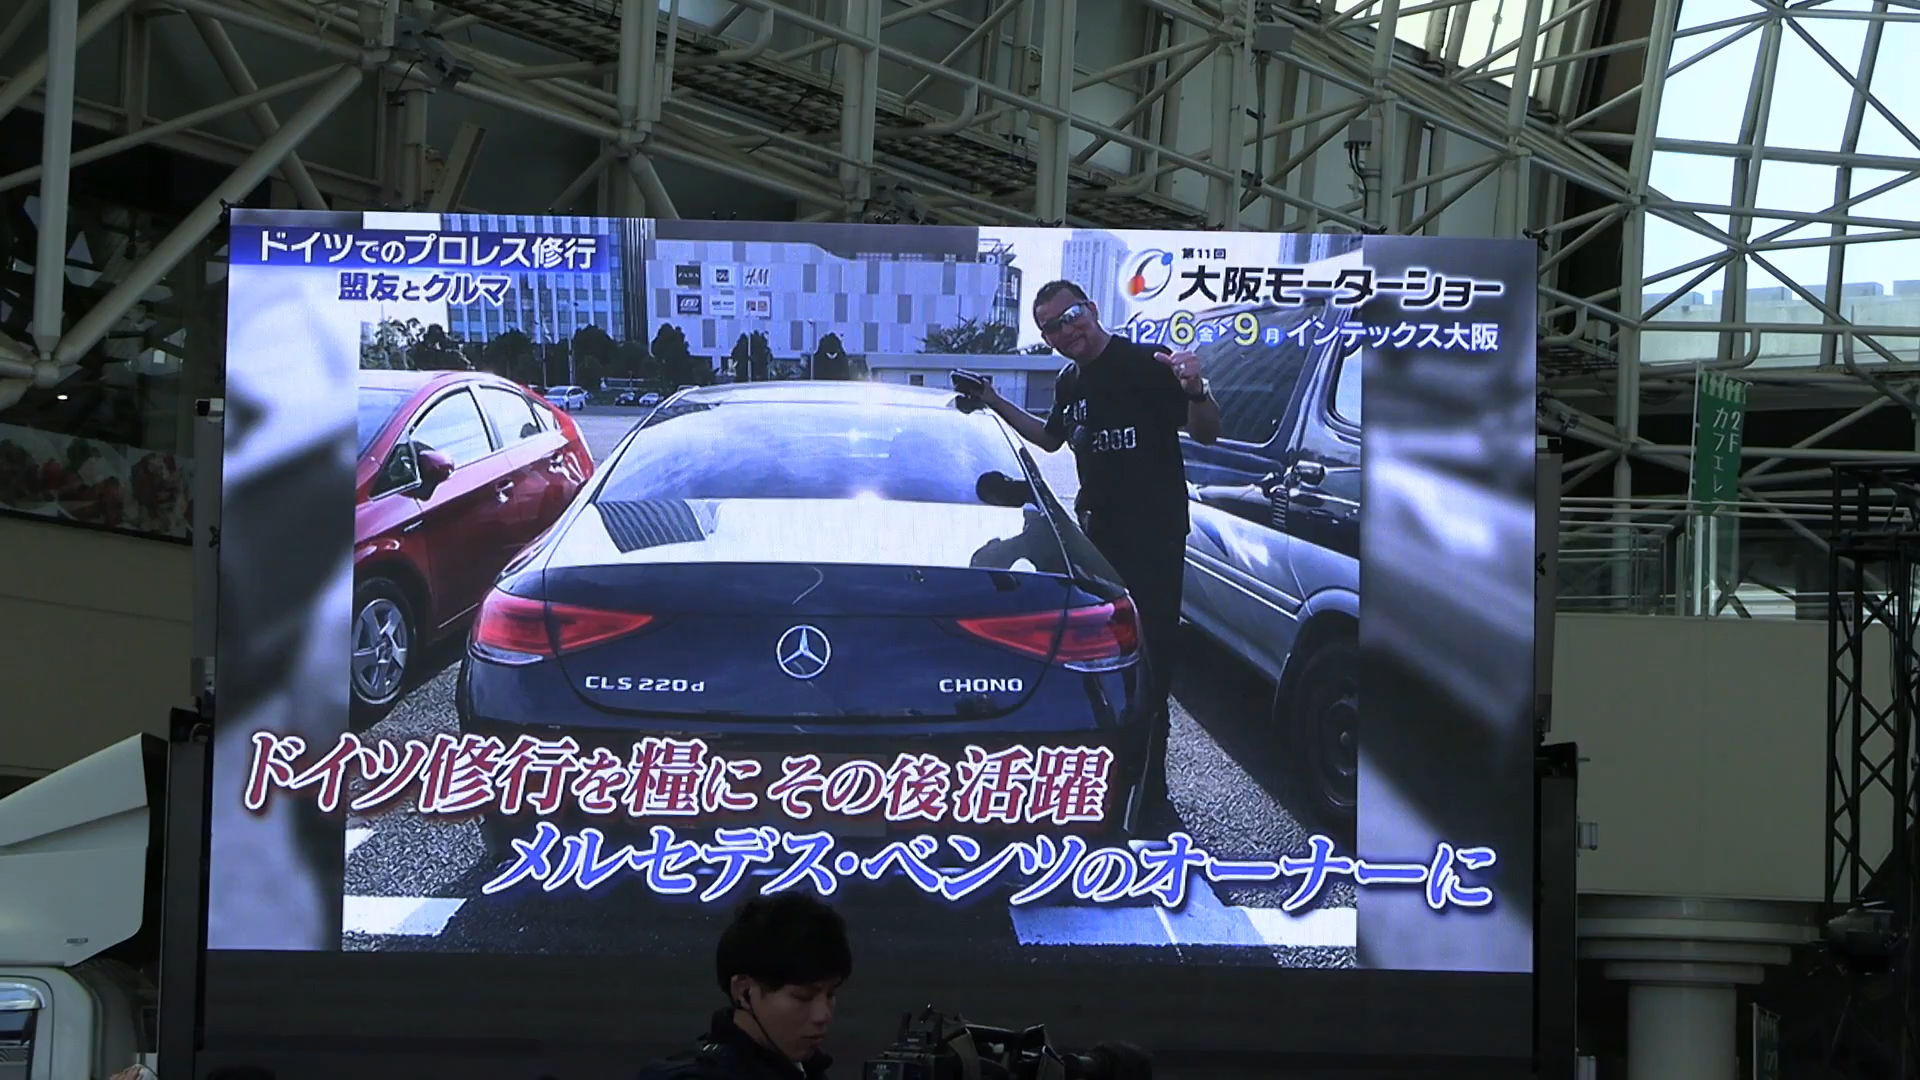 ドイツでのプロレス修行
盟友とクルマ
第11回
大阪モーターショー
12/6金▶9月 インテックス大阪
H&M
2000
CLS 220d
CHONO
ドイツ修行を糧にその後活躍
メルセデス・ベンツのオーナーに
2F
カフェレ